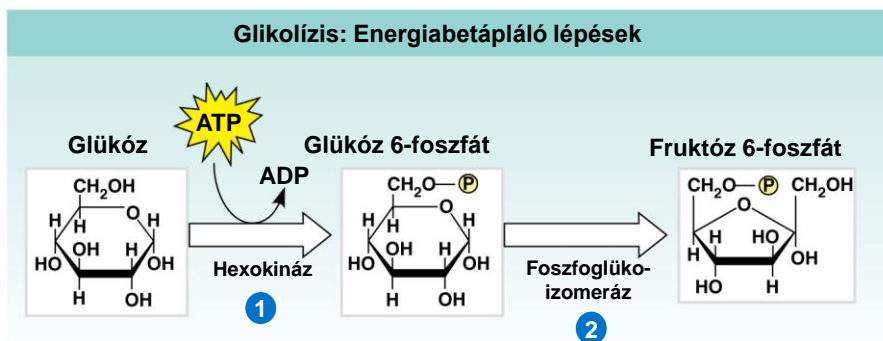 Glikolízis: Energiabetápláló lépések
ATP
Glükóz
Glükóz 6-foszfát
Fruktóz 6-foszfát
ADP
CH₂OH
H
O
H
H
OH
H
HO
OH
H
OH
Hexokináz
1
CH₂O—P
H
O
H
H
OH
H
HO
OH
H
OH
Foszfoglüko-
izomeráz
2
CH₂O—P
CH₂OH
O
H
HO
H
OH
HO
H